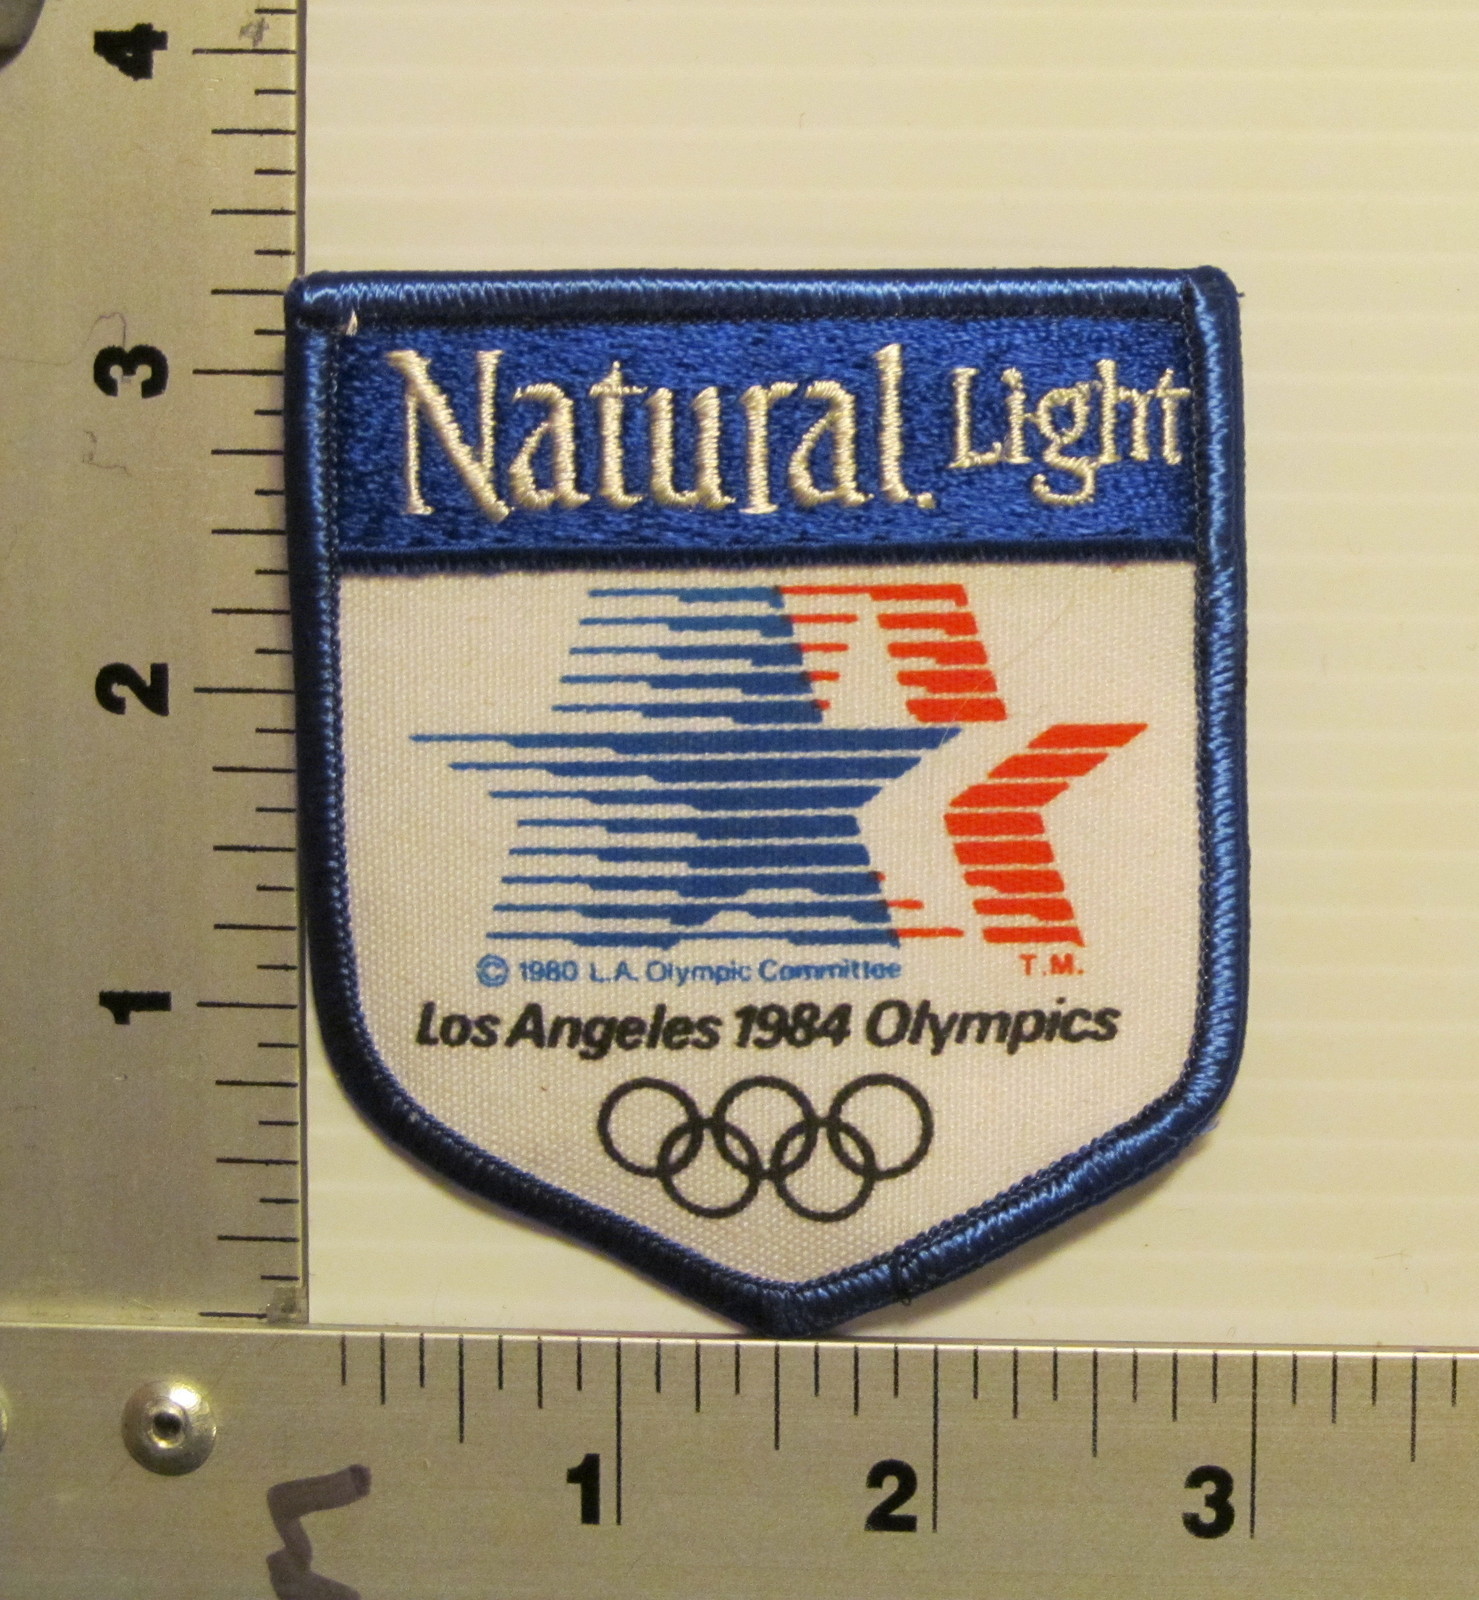 4
3
2
1
Natural. Light
© 1980 L.A. Olympic Committee
T.M.
Los Angeles 1984 Olympics
1
2
3